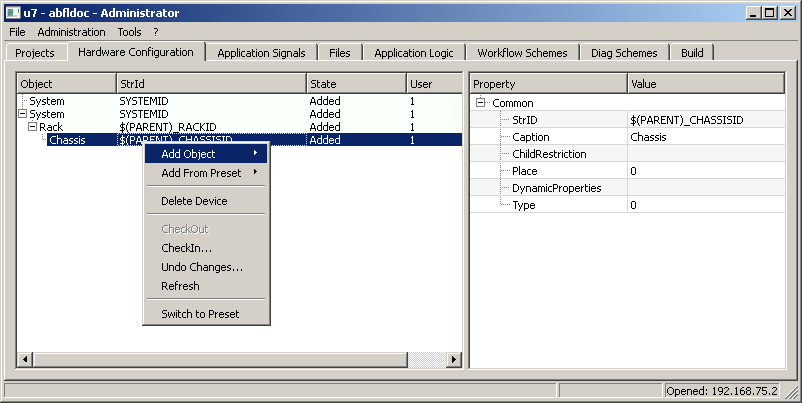 u7 - abfldoc - Administrator
File Administration Tools ?
Projects Hardware Configuration Application Signals Files Application Logic Workflow Schemes Diag Schemes Build
Object StrId State User
System SYSTEMID Added 1
System SYSTEMID Added 1
Rack $(PARENT)_RACKID Added 1
Chassis $(PARENT)_CHASSISID Added 1
Add Object
Add From Preset
Delete Device
CheckOut
CheckIn...
Undo Changes...
Refresh
Switch to Preset
Property Value
Common
StrID $(PARENT)_CHASSISID
Caption Chassis
ChildRestriction
Place 0
DynamicProperties
Type 0
Opened: 192.168.75.2